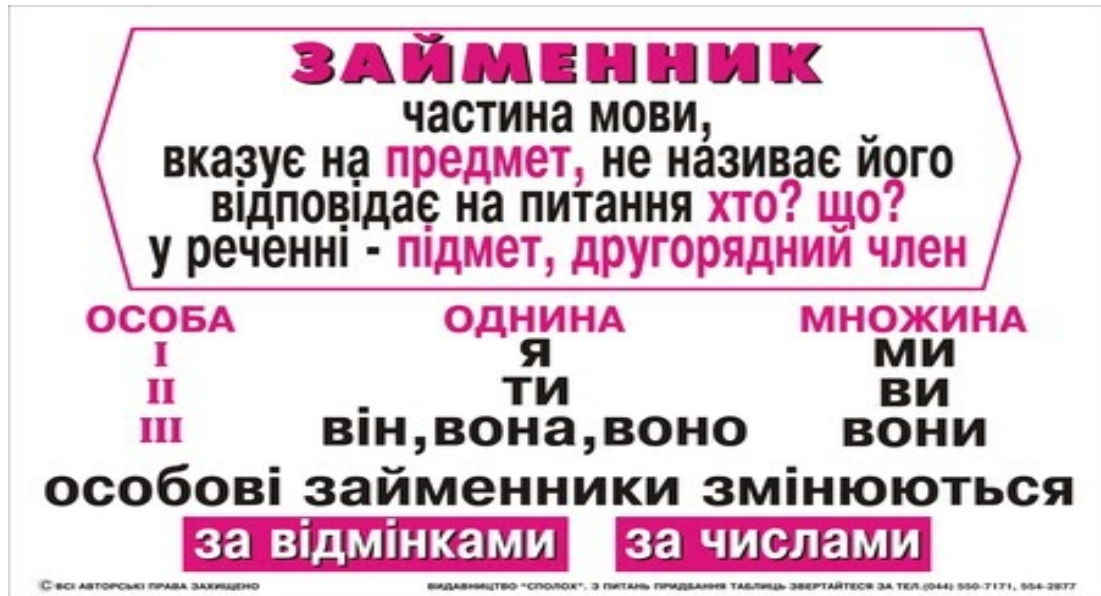 ЗАЙМЕННИК
частина мови,
вказує на предмет, не називає його
відповідає на питання хто? що?
у реченні - підмет, другорядний член
ОСОБА ОДНИНА МНОЖИНА
I я ми
II ти ви
III він,вона,воно вони
особові займенники змінюються
за відмінками за числами
© ВСІ АВТОРСЬКІ ПРАВА ЗАХИЩЕНО ВИДАВНИЦТВО "СПОЛОХ". З ПИТАНЬ ПРИДБАННЯ ТАБЛИЦЬ ЗВЕРТАЙТЕСЯ ЗА ТЕЛ.(044) 550-7171, 554-2877